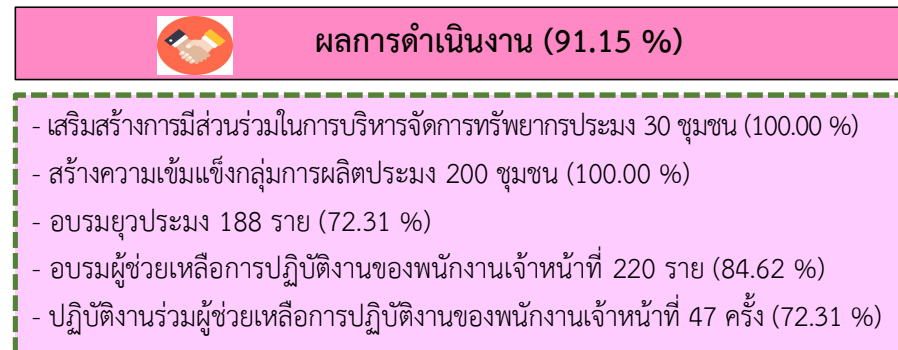 ผลการดำเนินงาน (91.15 %)
- เสริมสร้างการมีส่วนร่วมในการบริหารจัดการทรัพยากรประมง 30 ชุมชน (100.00 %)
- สร้างความเข้มแข็งกลุ่มการผลิตประมง 200 ชุมชน (100.00 %)
- อบรมยุวประมง 188 ราย (72.31 %)
- อบรมผู้ช่วยเหลือการปฏิบัติงานของพนักงานเจ้าหน้าที่ 220 ราย (84.62 %)
- ปฏิบัติงานร่วมผู้ช่วยเหลือการปฏิบัติงานของพนักงานเจ้าหน้าที่ 47 ครั้ง (72.31 %)